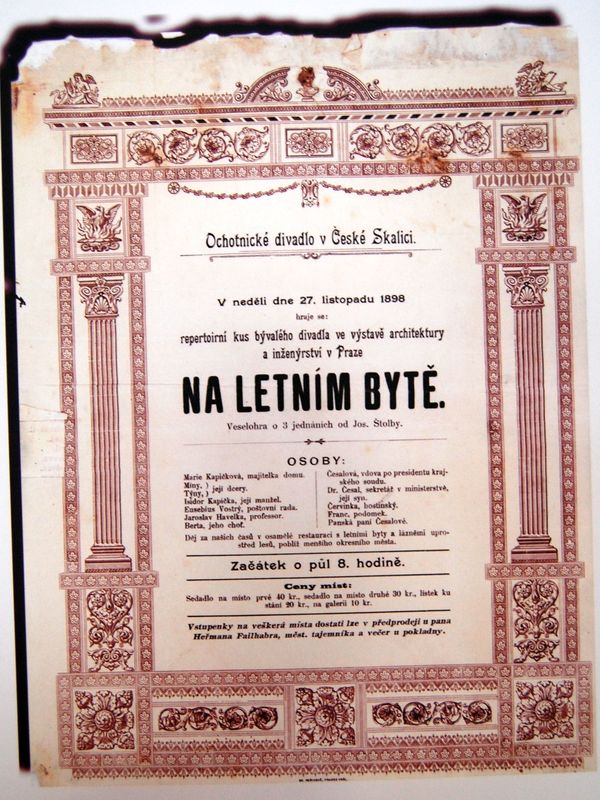 Ochotnické divadlo v České Skalici.
V neděli dne 27. listopadu 1898
hraje se:
repertoirní kus bývalého divadla ve výstavě architektury
a inženýrství v Praze
NA LETNÍM BYTĚ.
Veselohra o 3 jednáních od Jos. Štolby.
OSOBY:
Marie Kapičková, majitelka domu.
Míny, )
Týny, ) její dcery.
Isidor Kapička, její manžel.
Eusebius Vostrý, poštovní rada.
Jaroslav Havelka, professor.
Berta, jeho choť.
Česalová, vdova po presidentu kraj-
ského soudu.
Dr. Česal, sekretář v ministerstvě,
její syn.
Červinka, hostinský.
Franc, podomek.
Panská paní Česalové.
Děj za našich časů v osamělé restauraci s letními byty a lázněmi upro-
střed lesů, poblíž menšího okresního města.
Začátek o půl 8. hodině.
Ceny míst:
Sedadlo na místo prvé 40 kr., sedadlo na místo druhé 30 kr., lístek ku
stání 20 kr., na galerii 10 kr.
Vstupenky na veškerá místa dostati lze v předprodeji u pana
Heřmana Failhabra, měst. tajemníka a večer u pokladny.